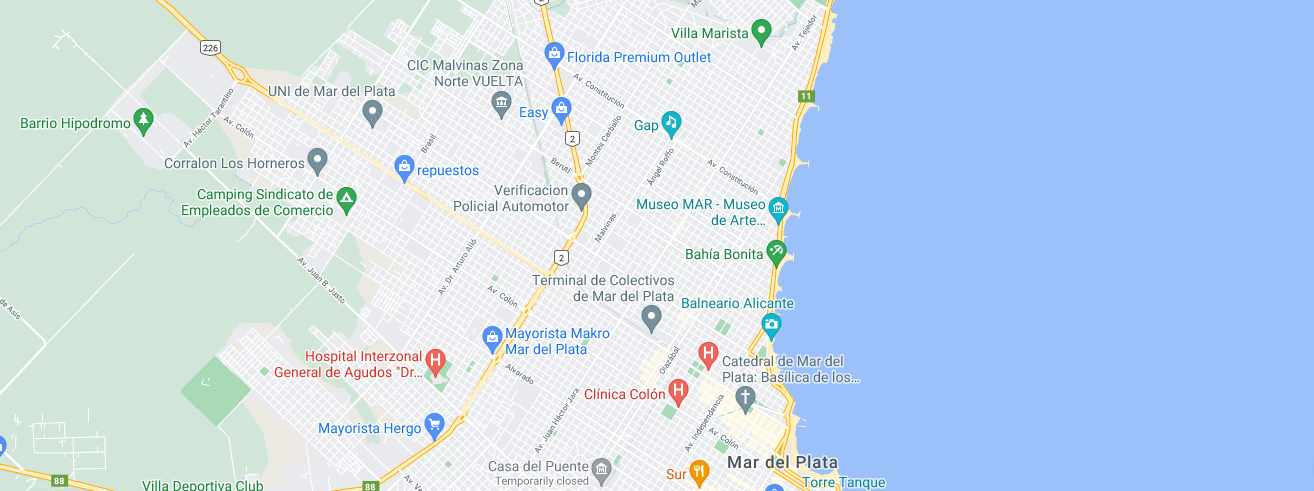 2
Villa Marista
Av. Tejedor
226
Florida Premium Outlet
CIC Malvinas Zona
Norte VUELTA
Av. Constitución
UNI de Mar del Plata
Av. Héctor Tarantino
11
Easy
Barrio Hipodromo
Av. Colón
Gap
2
Montes Carballo
Brasil
Corralon Los Horneros
repuestos
Berutí
Ángel Roffo
Av. Constitución
Camping Sindicato de
Empleados de Comercio
Verificacion
Policial Automotor
Museo MAR - Museo
de Arte...
Malvinas
Av. Dr. Arturo Alió
Bahía Bonita
2
Av. Juan B. Justo
Terminal de Colectivos
de Mar del Plata
Av. Colón
Balneario Alicante
de Asis
Mayorista Makro
Mar del Plata
Hospital Interzonal
General de Agudos "Dr...
H
H
Olazábal
Catedral de Mar del
Plata: Basílica de los...
Alvarado
Clínica Colón
H
Av. Juan Héctor Jara
Av. Independencia
Mayorista Hergo
Av. Colón
Casa del Puente
Temporarily closed
Mar del Plata
Sur
88
88
Villa Deportiva Club
Torre Tanque